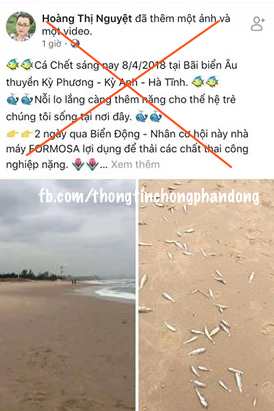 Hoàng Thị Nguyệt đã thêm một ảnh và
một video.
1 giờ
Cá Chết sáng nay 8/4/2018 tại Bãi biển Âu
thuyền Kỳ Phương - Kỳ Anh - Hà Tĩnh.
Nỗi lo lắng càng thêm nặng cho thế hệ trẻ
chúng tôi sống tại nơi đây.
2 ngày qua Biển Động - Nhân cơ hội này nhà
máy FORMOSA lợi dụng để thải các chất thai công
nghiệp nặng. ... Xem thêm
fb.com/thongtinchongphandong